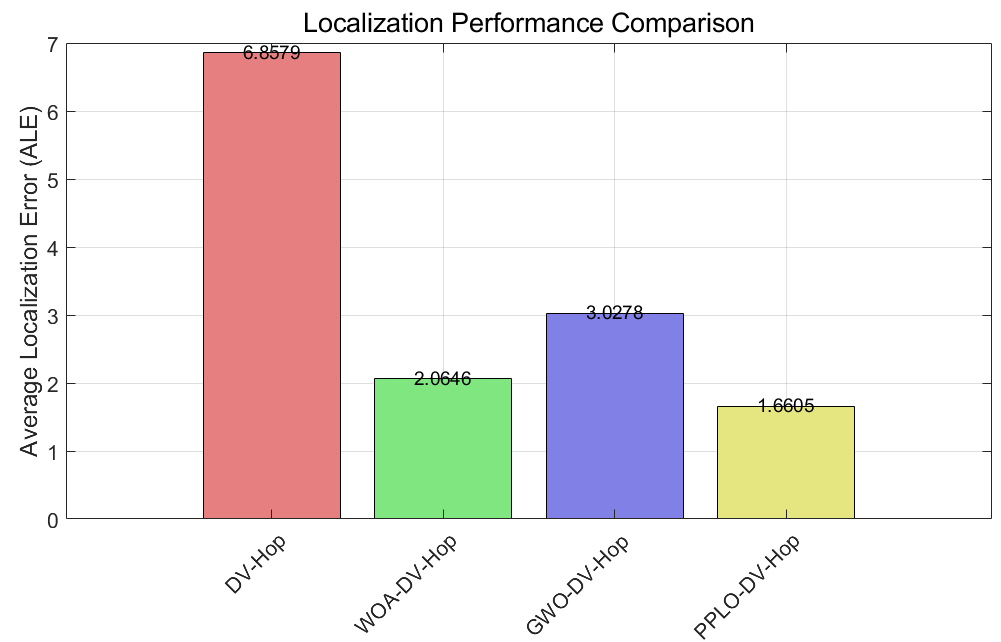 Localization Performance Comparison
Average Localization Error (ALE)
7
6
5
4
3
2
1
0
6.8579
2.0646
3.0278
1.6605
DV-Hop
WOA-DV-Hop
GWO-DV-Hop
PPLO-DV-Hop